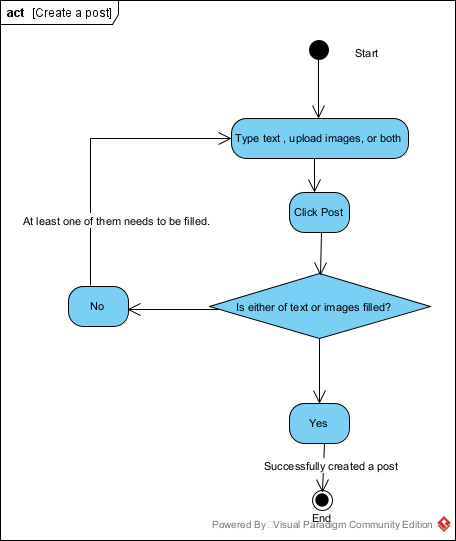 act [Create a post]
Start
Type text , upload images, or both
Click Post
At least one of them needs to be filled.
Is either of text or images filled?
No
Yes
Successfully created a post
End
Powered By Visual Paradigm Community Edition